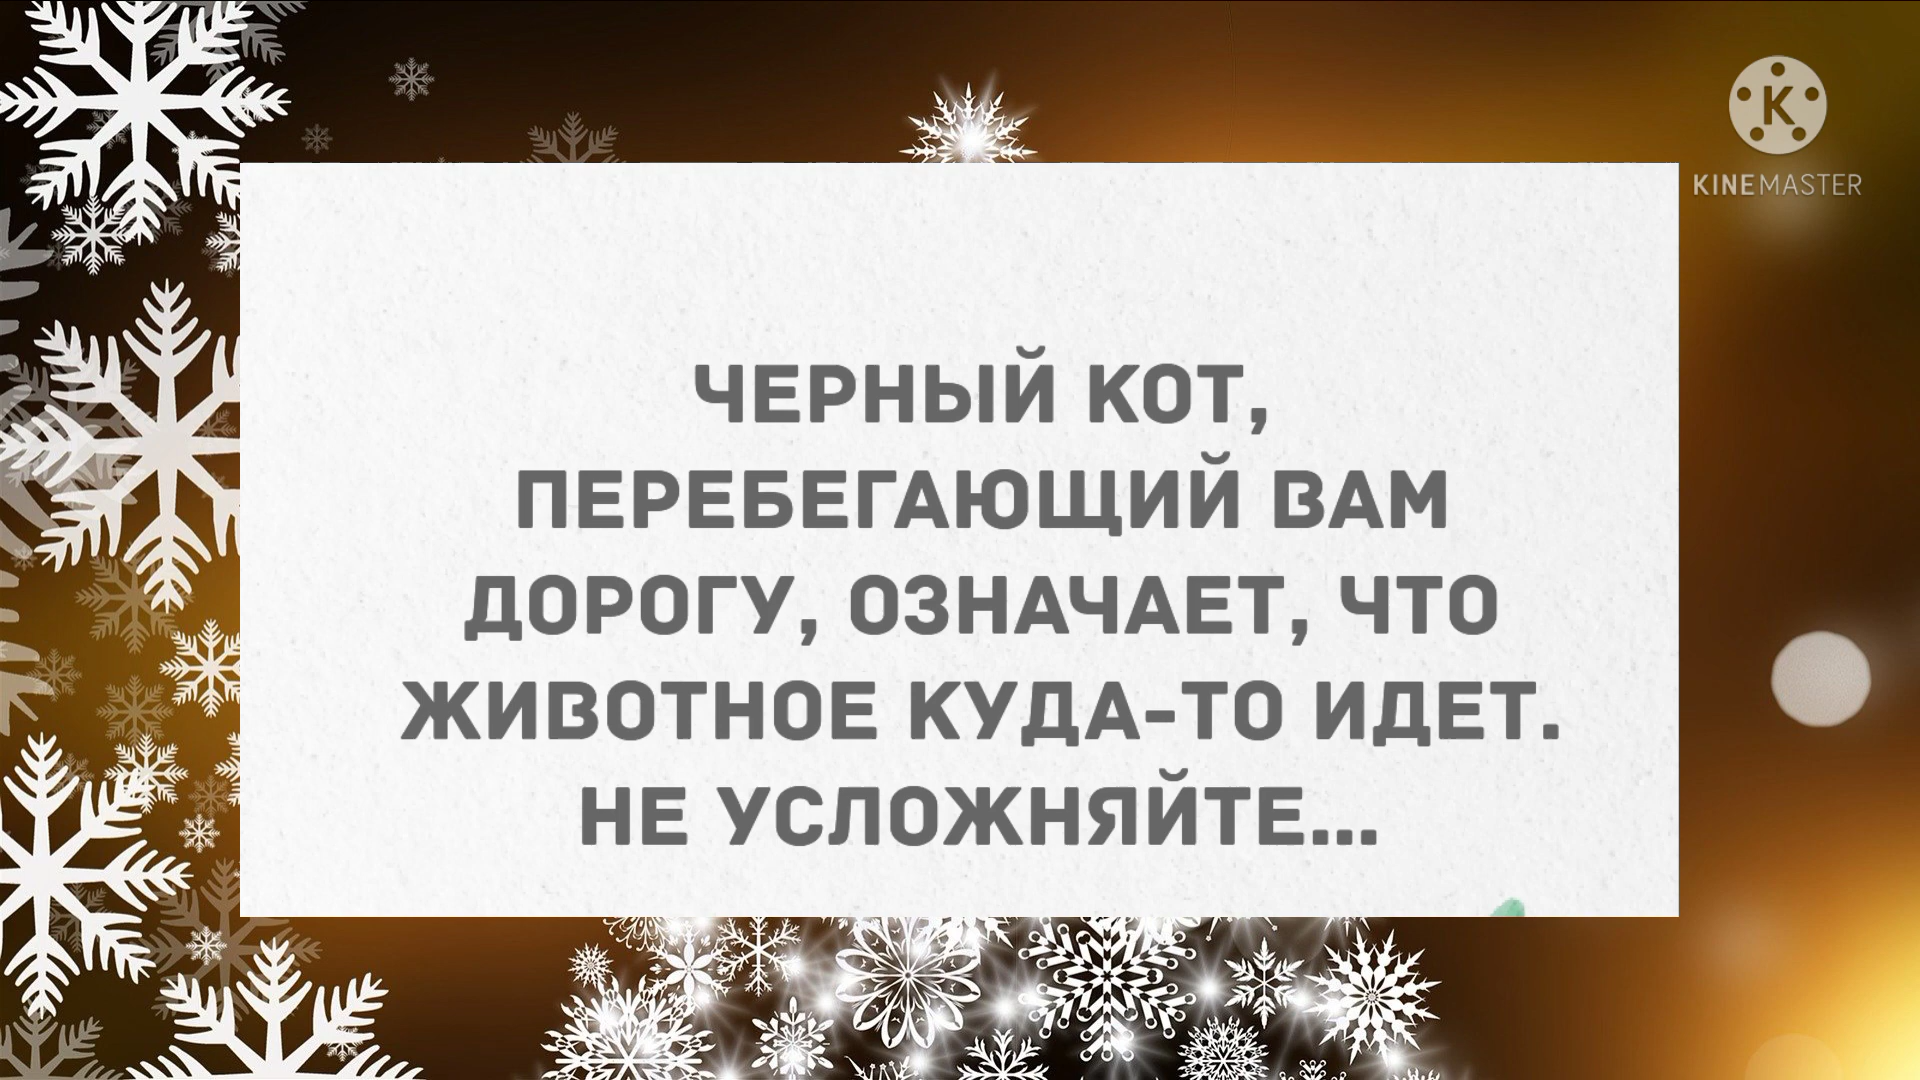 ЧЕРНЫЙ КОТ,
ПЕРЕБЕГАЮЩИЙ ВАМ
ДОРОГУ, ОЗНАЧАЕТ, ЧТО
ЖИВОТНОЕ КУДА-ТО ИДЕТ.
НЕ УСЛОЖНЯЙТЕ...
K
KINEMASTER